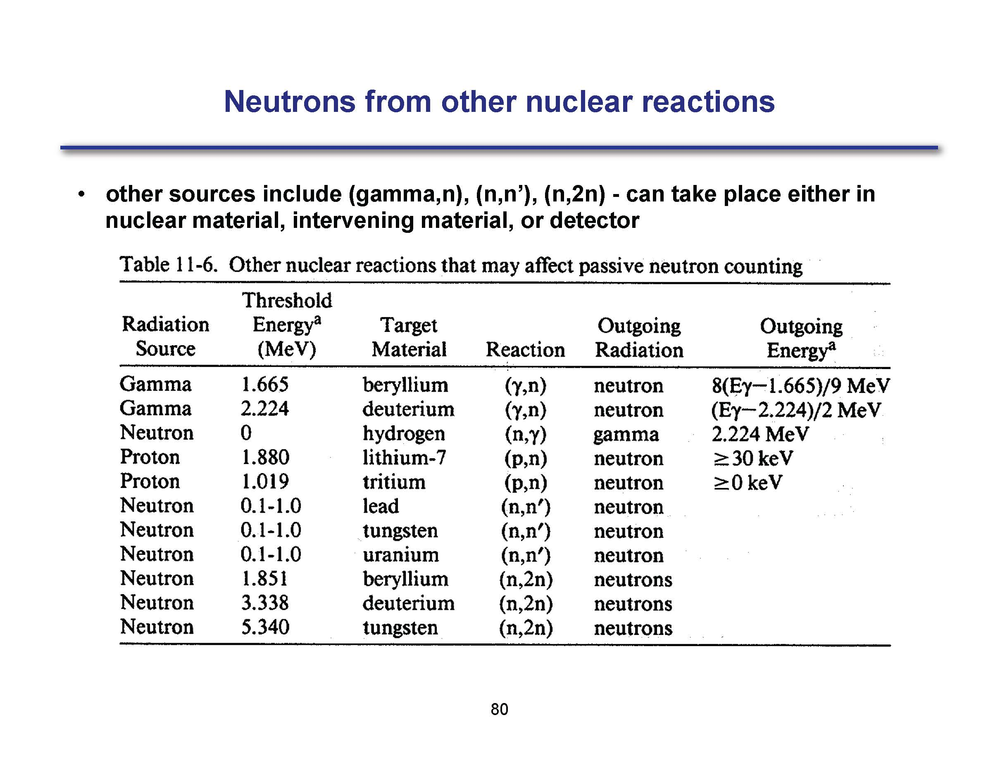 Neutrons from other nuclear reactions
• other sources include (gamma,n), (n,n’), (n,2n) - can take place either in
nuclear material, intervening material, or detector
Table 11-6. Other nuclear reactions that may affect passive neutron counting
Threshold
Radiation Energyª Target Outgoing Outgoing
Source (MeV) Material Reaction Radiation Energyª
Gamma 1.665 beryllium (γ,n) neutron 8(Eγ−1.665)/9 MeV
Gamma 2.224 deuterium (γ,n) neutron (Eγ−2.224)/2 MeV
Neutron 0 hydrogen (n,γ) gamma 2.224 MeV
Proton 1.880 lithium-7 (p,n) neutron ≥30 keV
Proton 1.019 tritium (p,n) neutron ≥0 keV
Neutron 0.1-1.0 lead (n,n′) neutron
Neutron 0.1-1.0 tungsten (n,n′) neutron
Neutron 0.1-1.0 uranium (n,n′) neutron
Neutron 1.851 beryllium (n,2n) neutrons
Neutron 3.338 deuterium (n,2n) neutrons
Neutron 5.340 tungsten (n,2n) neutrons
80